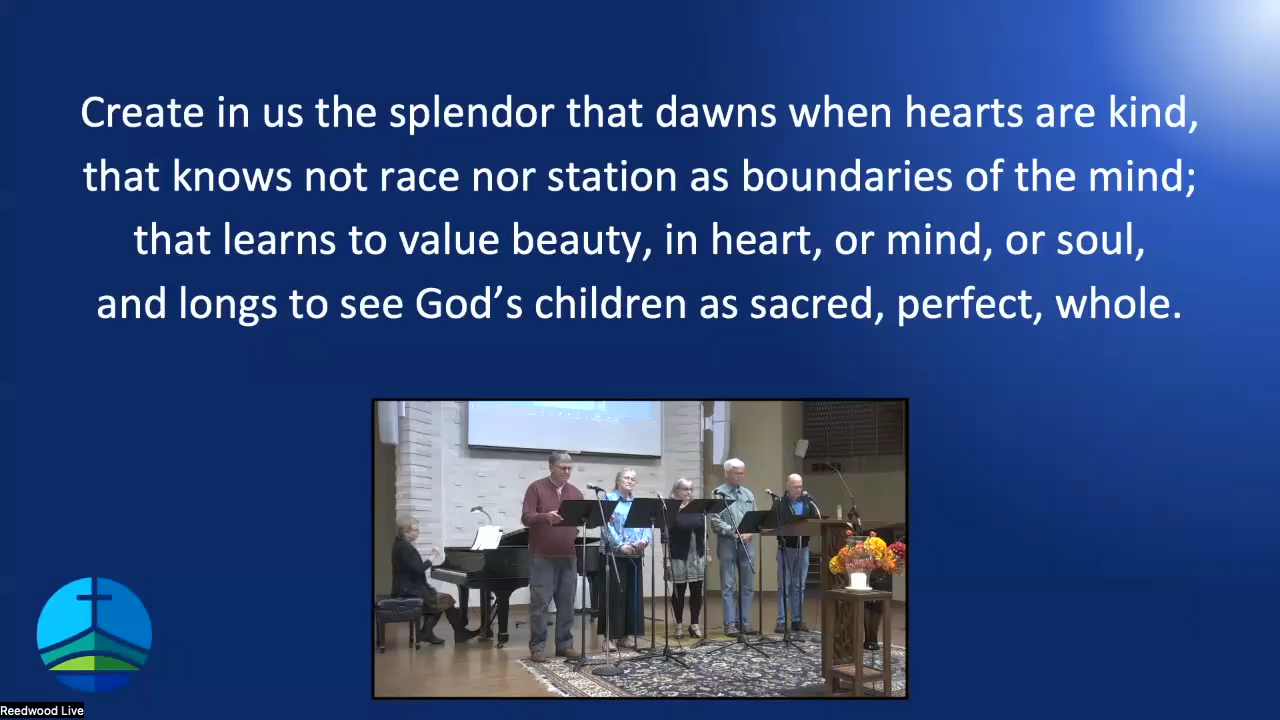 Create in us the splendor that dawns when hearts are kind,
that knows not race nor station as boundaries of the mind;
that learns to value beauty, in heart, or mind, or soul,
and longs to see God’s children as sacred, perfect, whole.
Reedwood Live